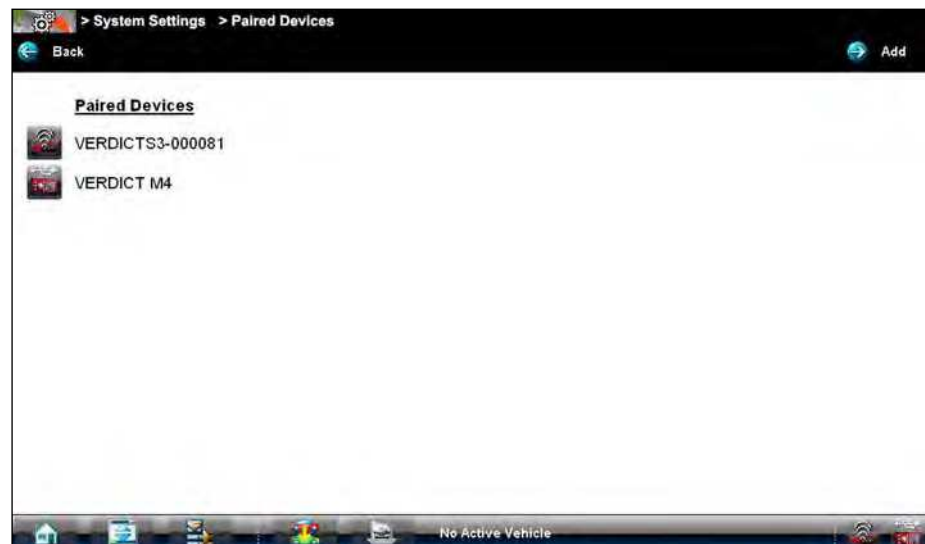 > System Settings > Paired Devices
Back
Add
Paired Devices
VERDICTS3-000081
VERDICT M4
No Active Vehicle